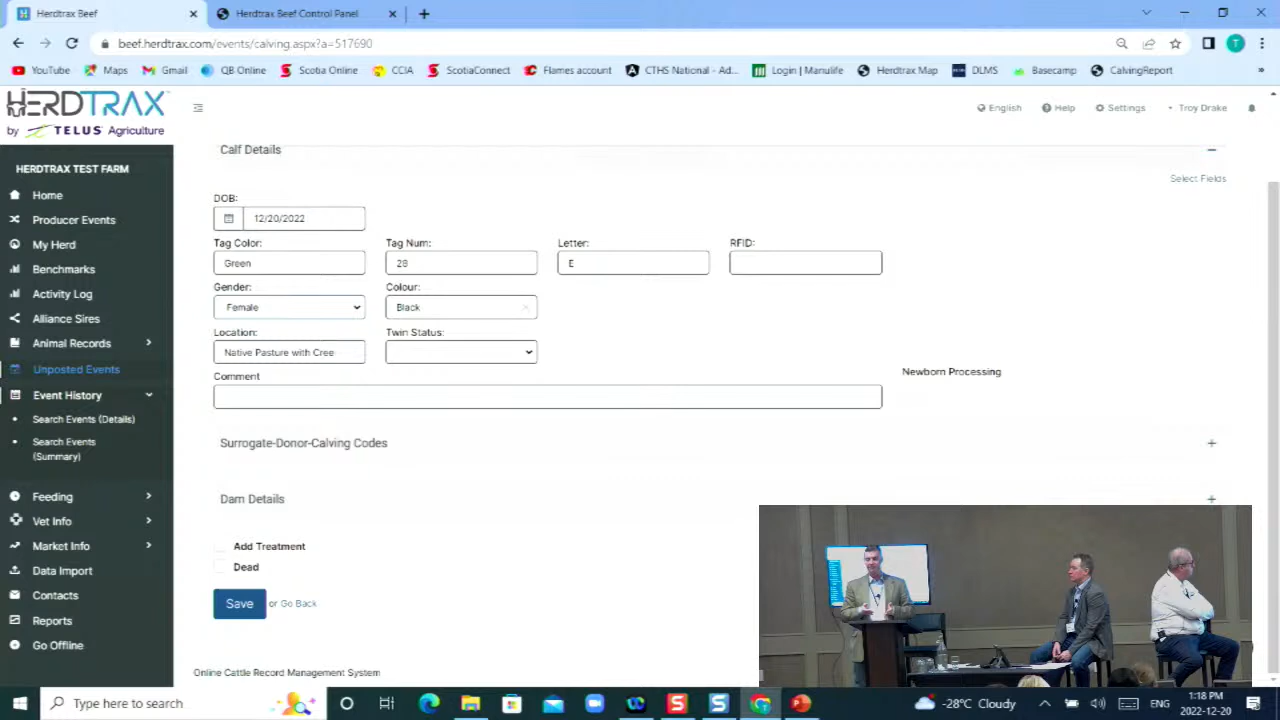 Herdtrax Beef
Herdtrax Beef Control Panel
beef.herdtrax.com/events/calving.aspx?a=517690
T
YouTube
Maps
Gmail
QB Online
Scotia Online
CCIA
ScotiaConnect
Flames account
CTHS National - Ad...
Login | Manulife
Herdtrax Map
DLMS
Basecamp
CalvingReport
»
HERDTRAX
by TELUS Agriculture
English
Help
Settings
Troy Drake
HERDTRAX TEST FARM
Home
Producer Events
My Herd
Benchmarks
Activity Log
Alliance Sires
Animal Records
Unposted Events
Event History
Search Events (Details)
Search Events
(Summary)
Feeding
Vet Info
Market Info
Data Import
Contacts
Reports
Go Offline
Calf Details
Select Fields
DOB:
12/20/2022
Tag Color:
Tag Num:
Letter:
RFID:
Green
28
E
Gender:
Colour:
Female
Black
Location:
Twin Status:
Native Pasture with Cree
Comment
Newborn Processing
Surrogate-Donor-Calving Codes
Dam Details
Add Treatment
Dead
Save or Go Back
Online Cattle Record Management System
Type here to search
-28°C Cloudy
ENG
1:18 PM
2022-12-20